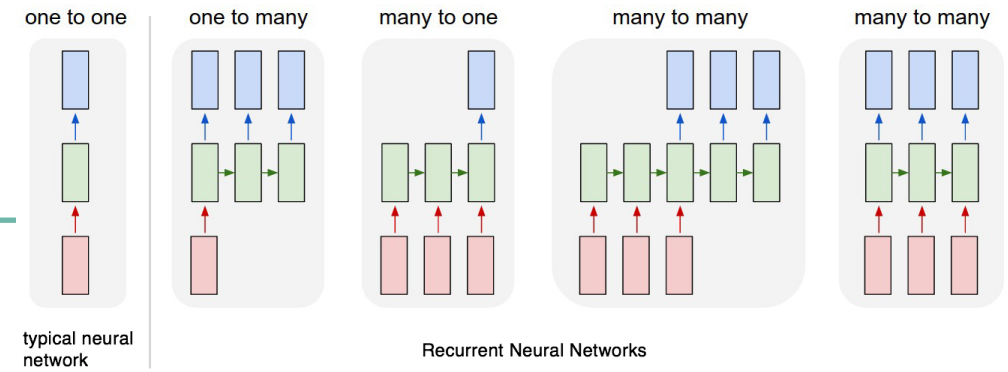 one to one
one to many
many to one
many to many
many to many
typical neural
network
Recurrent Neural Networks